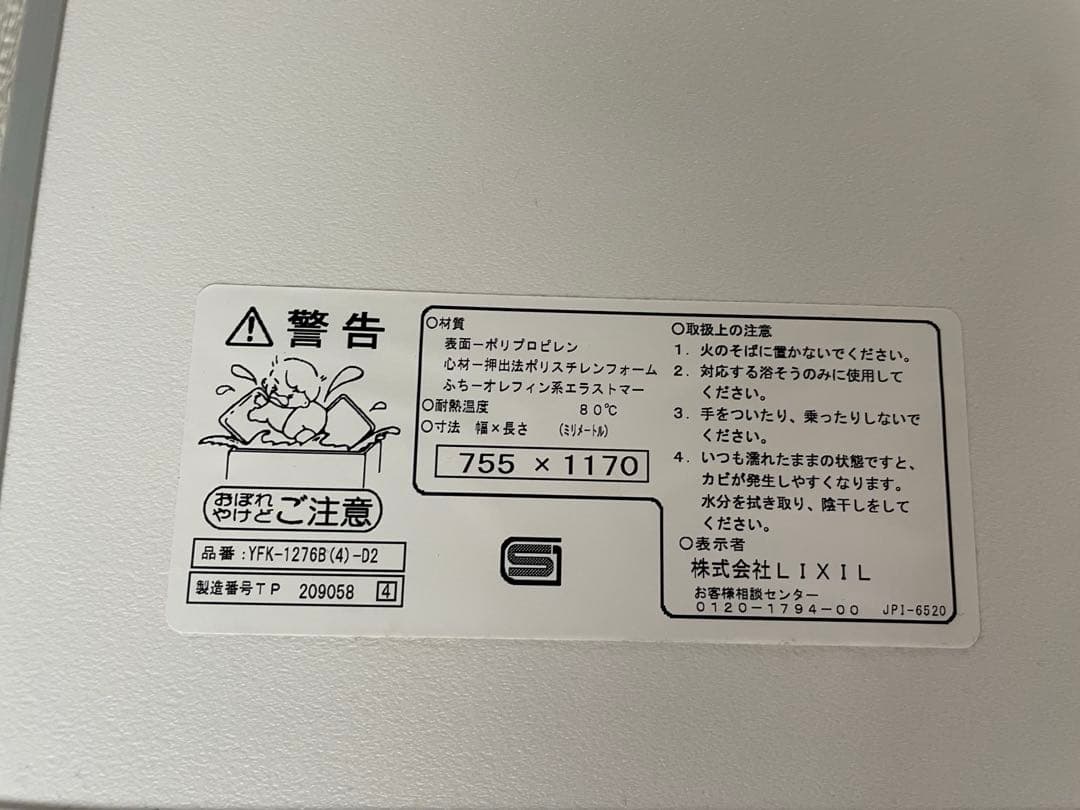 警告
おぼれ
やけど ご注意
品番:YFK-1276B(4)-D2
製造番号TP 209058 4
○材質
表面ーポリプロピレン
心材ー押出法ポリスチレンフォーム
ふちーオレフィン系エラストマー
○耐熱温度 80℃
○寸法 幅×長さ (ミリメートル)
755 × 1170
○取扱上の注意
1. 火のそばに置かないでください。
2. 対応する浴そうのみに使用して
ください。
3. 手をついたり、乗ったりしないで
ください。
4. いつも濡れたままの状態ですと、
カビが発生しやすくなります。
水分を拭き取り、陰干しをして
ください。
○表示者
株式会社LIXIL
お客様相談センター
0120-1794-00 JPI-6520